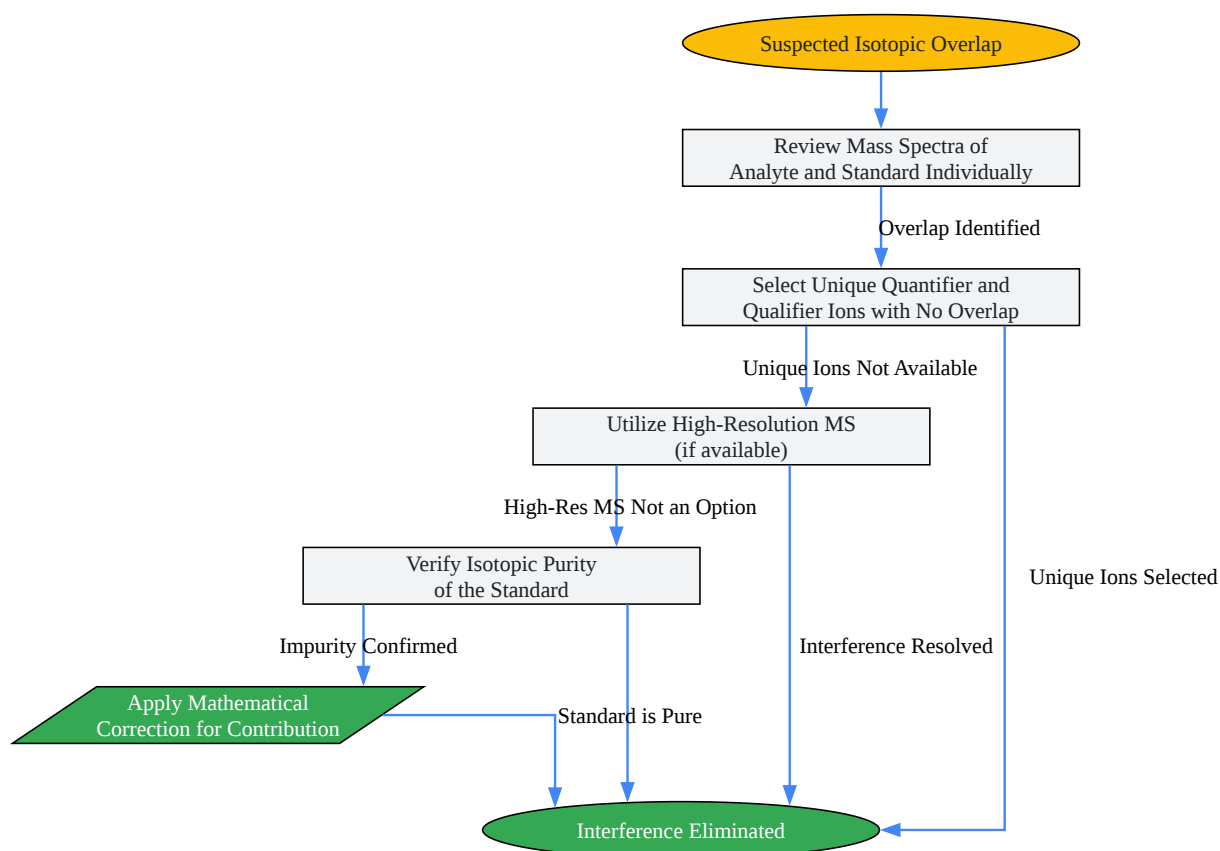 Suspected Isotopic Overlap
Review Mass Spectra of
Analyte and Standard Individually
Overlap Identified
Select Unique Quantifier and
Qualifier Ions with No Overlap
Unique Ions Not Available
Utilize High-Resolution MS
(if available)
High-Res MS Not an Option
Verify Isotopic Purity
of the Standard
Unique Ions Selected
Impurity Confirmed
Interference Resolved
Apply Mathematical
Correction for Contribution
Standard is Pure
Interference Eliminated